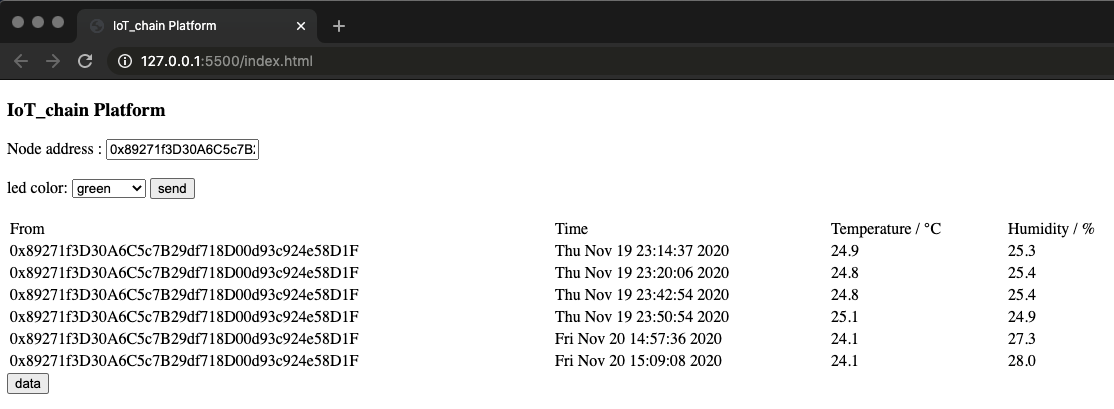 IoT_chain Platform
127.0.0.1:5500/index.html
IoT_chain Platform
Node address : 0x89271f3D30A6C5c7B2
led color: green send
From Time Temperature / °C Humidity / %
0x89271f3D30A6C5c7B29df718D00d93c924e58D1F Thu Nov 19 23:14:37 2020 24.9 25.3
0x89271f3D30A6C5c7B29df718D00d93c924e58D1F Thu Nov 19 23:20:06 2020 24.8 25.4
0x89271f3D30A6C5c7B29df718D00d93c924e58D1F Thu Nov 19 23:42:54 2020 24.8 25.4
0x89271f3D30A6C5c7B29df718D00d93c924e58D1F Thu Nov 19 23:50:54 2020 25.1 24.9
0x89271f3D30A6C5c7B29df718D00d93c924e58D1F Fri Nov 20 14:57:36 2020 24.1 27.3
0x89271f3D30A6C5c7B29df718D00d93c924e58D1F Fri Nov 20 15:09:08 2020 24.1 28.0
data